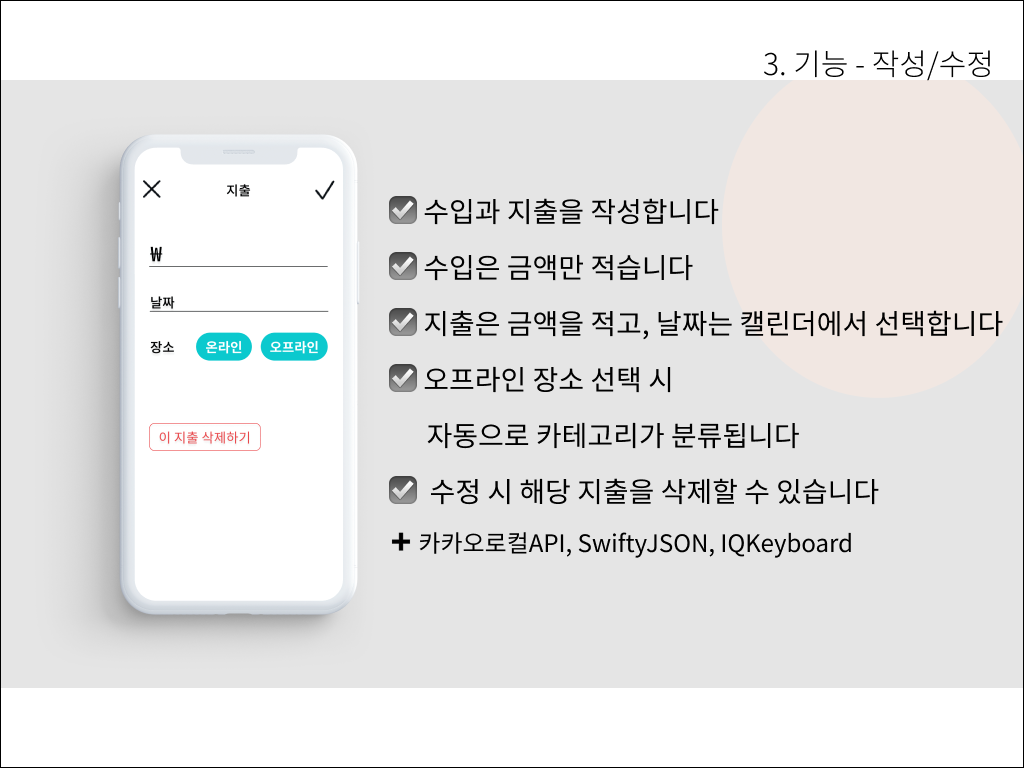 3. 기능 - 작성/수정
지출
₩
날짜
장소 온라인 오프라인
이 지출 삭제하기
수입과 지출을 작성합니다
수입은 금액만 적습니다
지출은 금액을 적고, 날짜는 캘린더에서 선택합니다
오프라인 장소 선택 시
자동으로 카테고리가 분류됩니다
수정 시 해당 지출을 삭제할 수 있습니다
+ 카카오로컬API, SwiftyJSON, IQKeyboard